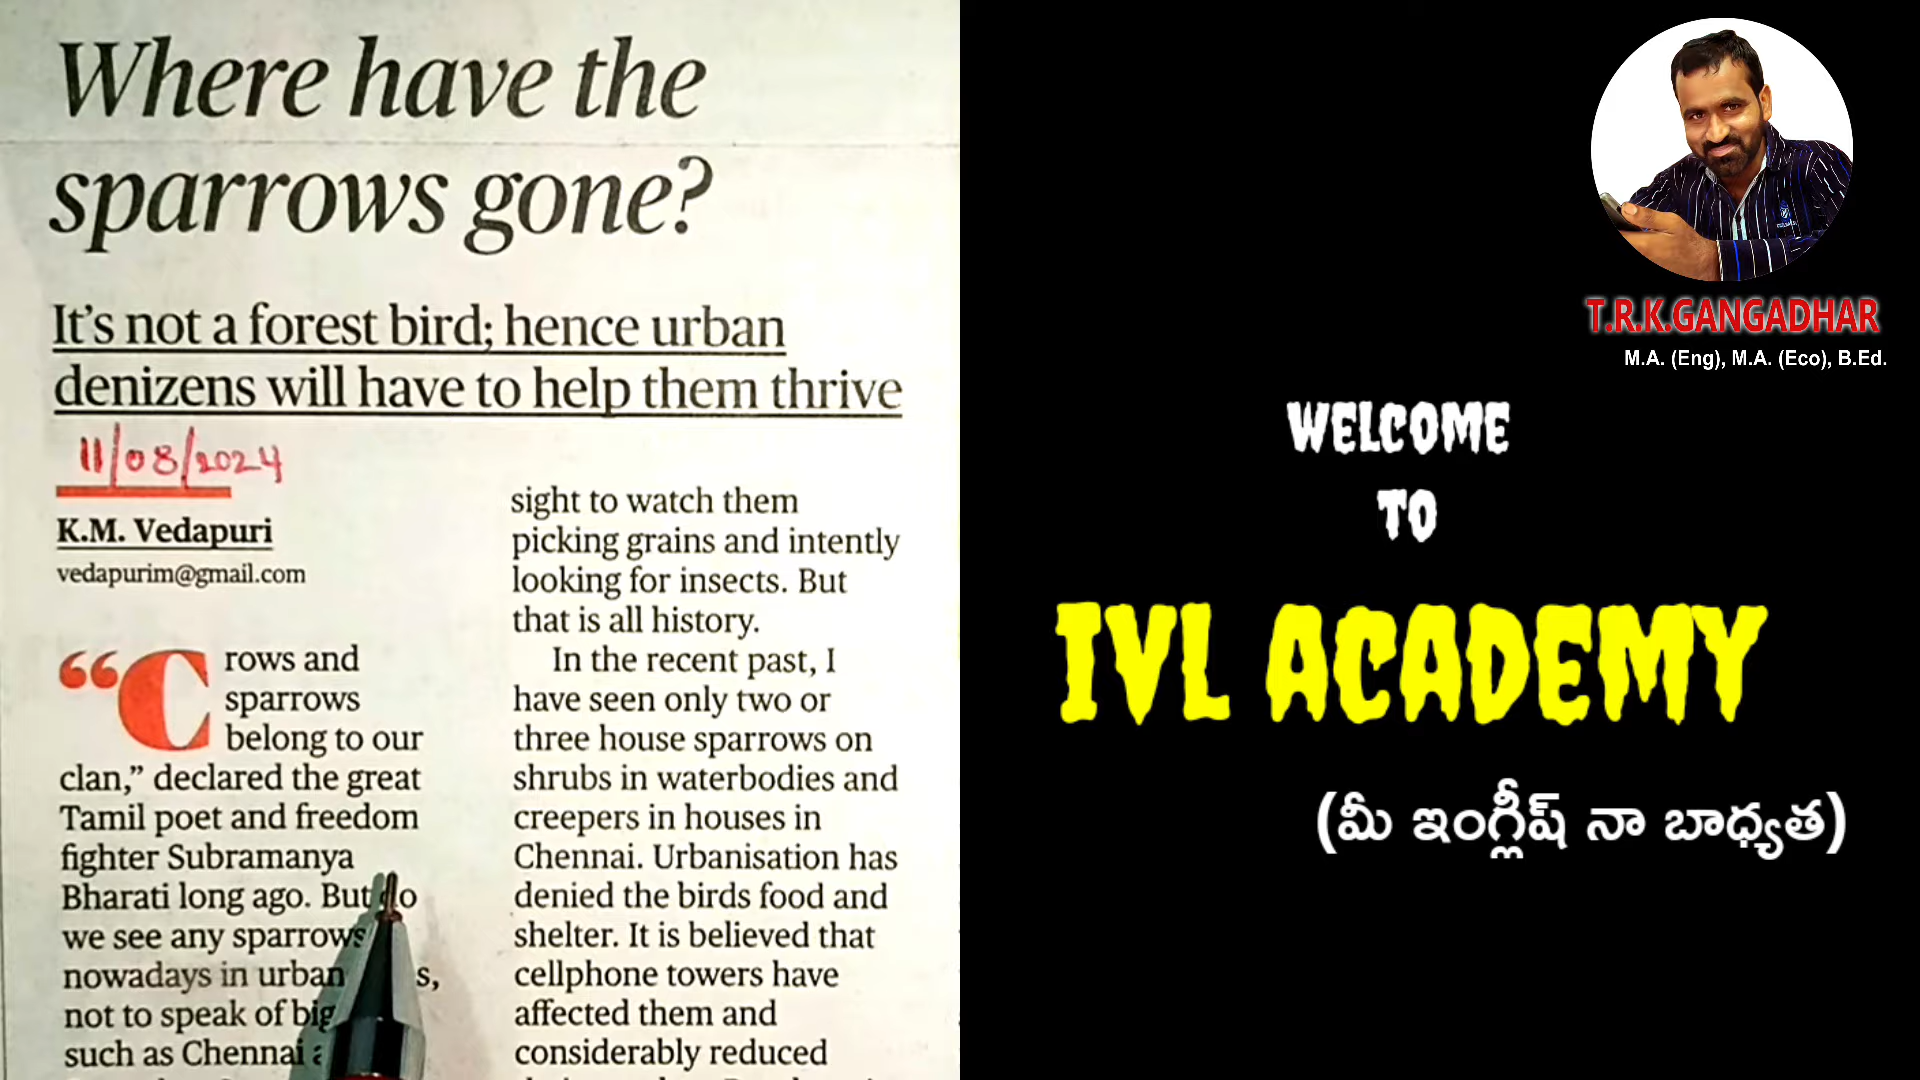 Where have the
sparrows gone?
It's not a forest bird; hence urban
denizens will have to help them thrive
11/08/2024
K.M. Vedapuri
vedapurim@gmail.com
“Crows and
sparrows
belong to our
clan,” declared the great
Tamil poet and freedom
fighter Subramanya
Bharati long ago. But do
we see any sparrows
nowadays in urban
not to speak of big
such as Chennai
sight to watch them
picking grains and intently
looking for insects. But
that is all history.
In the recent past, I
have seen only two or
three house sparrows on
shrubs in waterbodies and
creepers in houses in
Chennai. Urbanisation has
denied the birds food and
shelter. It is believed that
cellphone towers have
affected them and
considerably reduced
T.R.K.GANGADHAR
M.A. (Eng), M.A. (Eco), B.Ed.
WELCOME
TO
IVL ACADEMY
(మీ ఇంగ్లీష్ నా బాధ్యత)